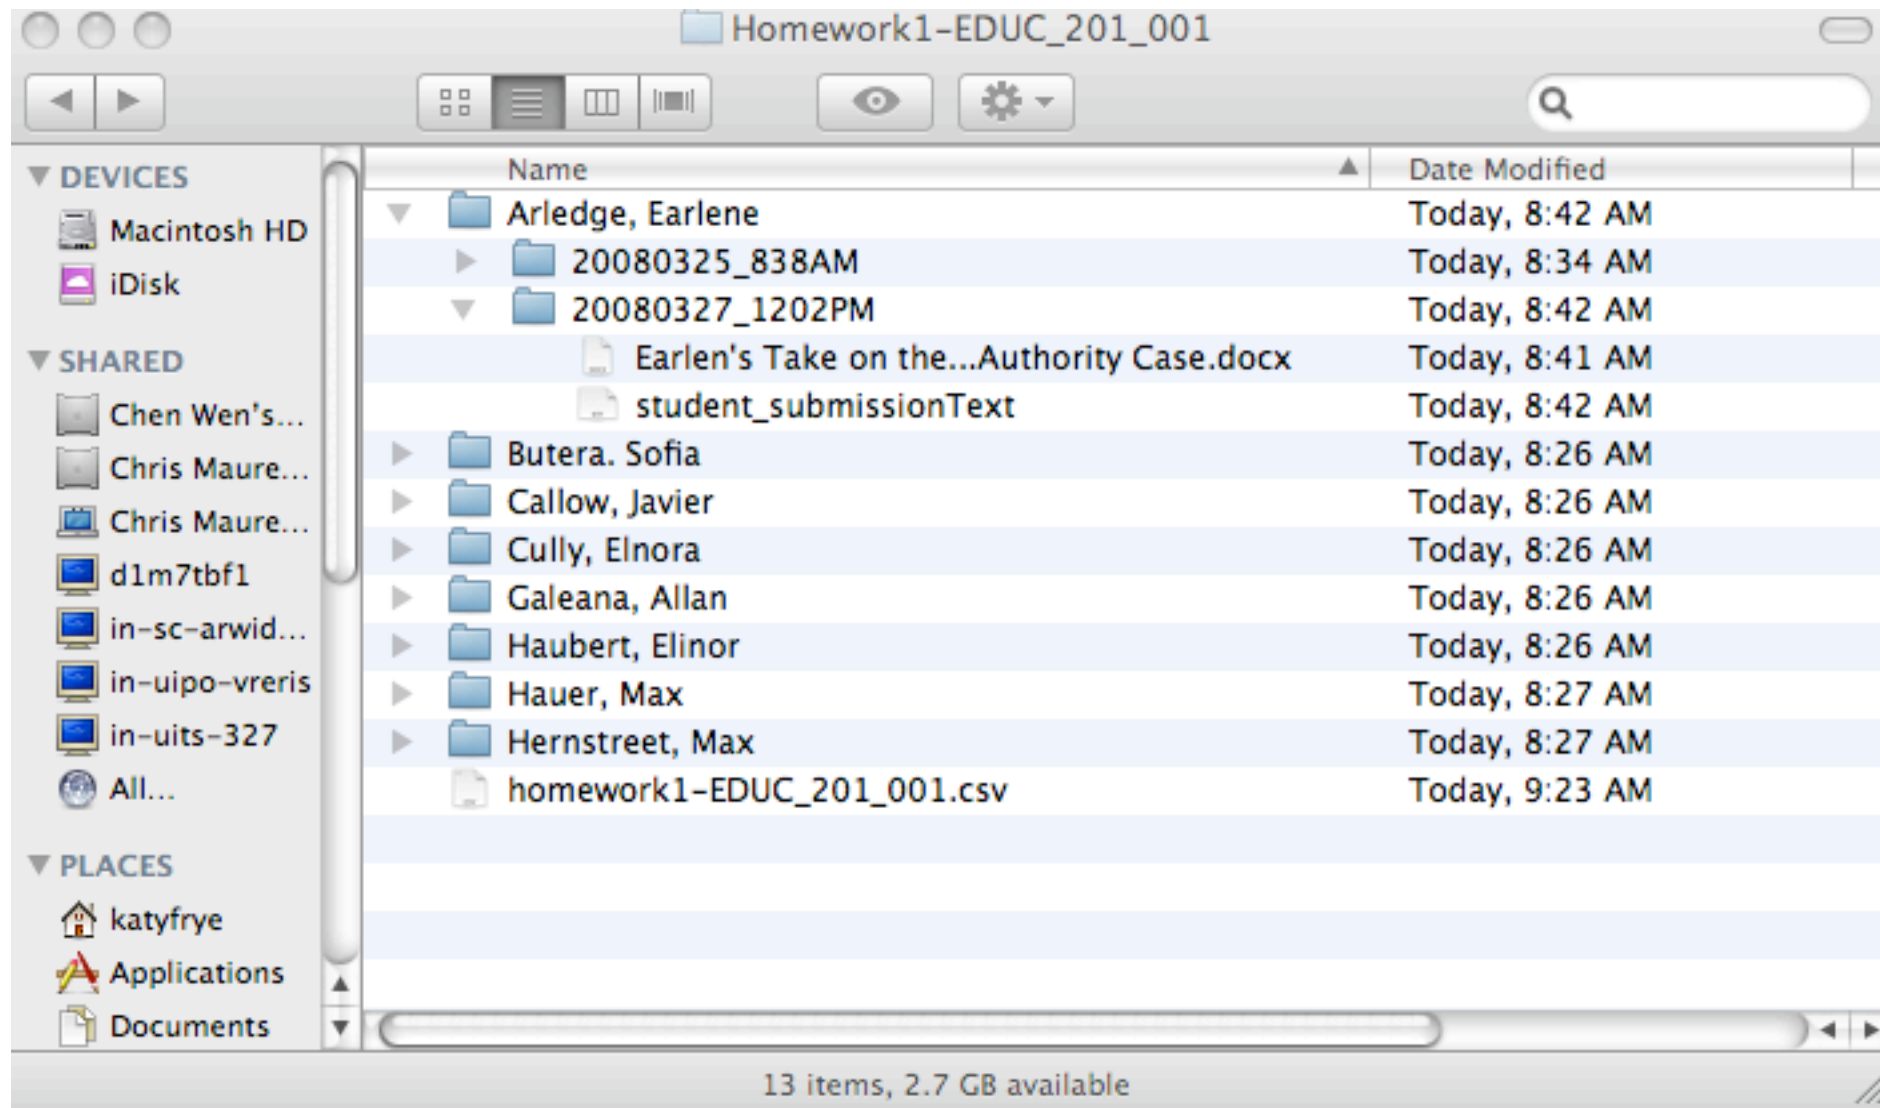 Homework1-EDUC_201_001
Name Date Modified
DEVICES
Macintosh HD
iDisk
SHARED
Chen Wen's...
Chris Maure...
Chris Maure...
d1m7tbf1
in-sc-arwid...
in-uipo-vreris
in-uits-327
All...
PLACES
katyfrye
Applications
Documents
Arledge, Earlene Today, 8:42 AM
20080325_838AM Today, 8:34 AM
20080327_1202PM Today, 8:42 AM
Earlen's Take on the...Authority Case.docx Today, 8:41 AM
student_submissionText Today, 8:42 AM
Butera. Sofia Today, 8:26 AM
Callow, Javier Today, 8:26 AM
Cully, Elnora Today, 8:26 AM
Galeana, Allan Today, 8:26 AM
Haubert, Elinor Today, 8:26 AM
Hauer, Max Today, 8:27 AM
Hernstreet, Max Today, 8:27 AM
homework1-EDUC_201_001.csv Today, 9:23 AM
13 items, 2.7 GB available